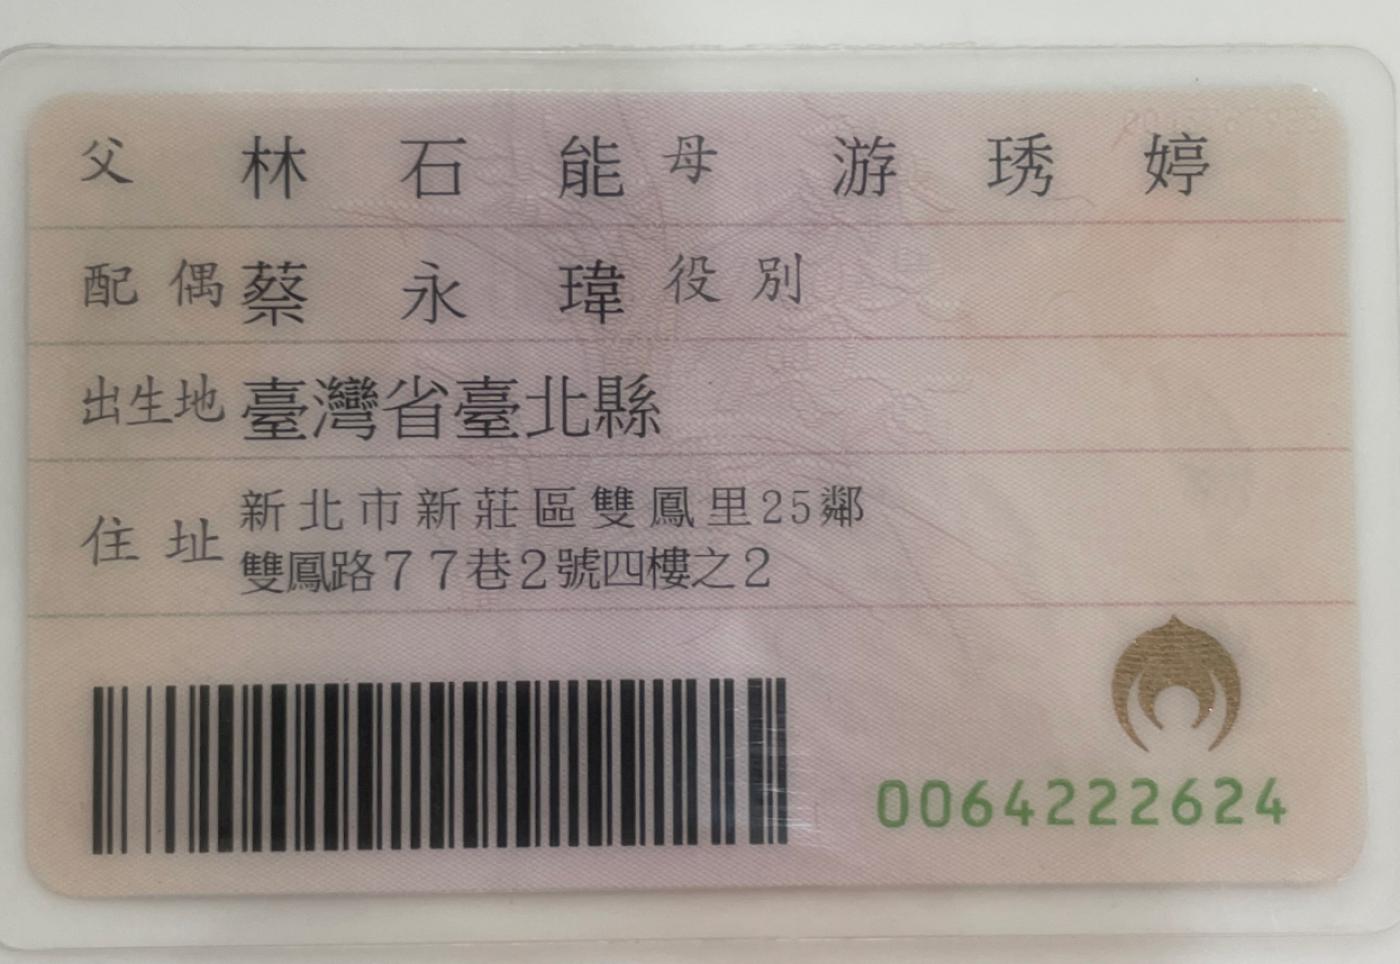 父 林石能 母 游琇婷
配偶 蔡永瑋 役別
出生地 臺灣省臺北縣
住址 新北市新莊區雙鳳里25鄰
雙鳳路77巷2號四樓之2
0064222624